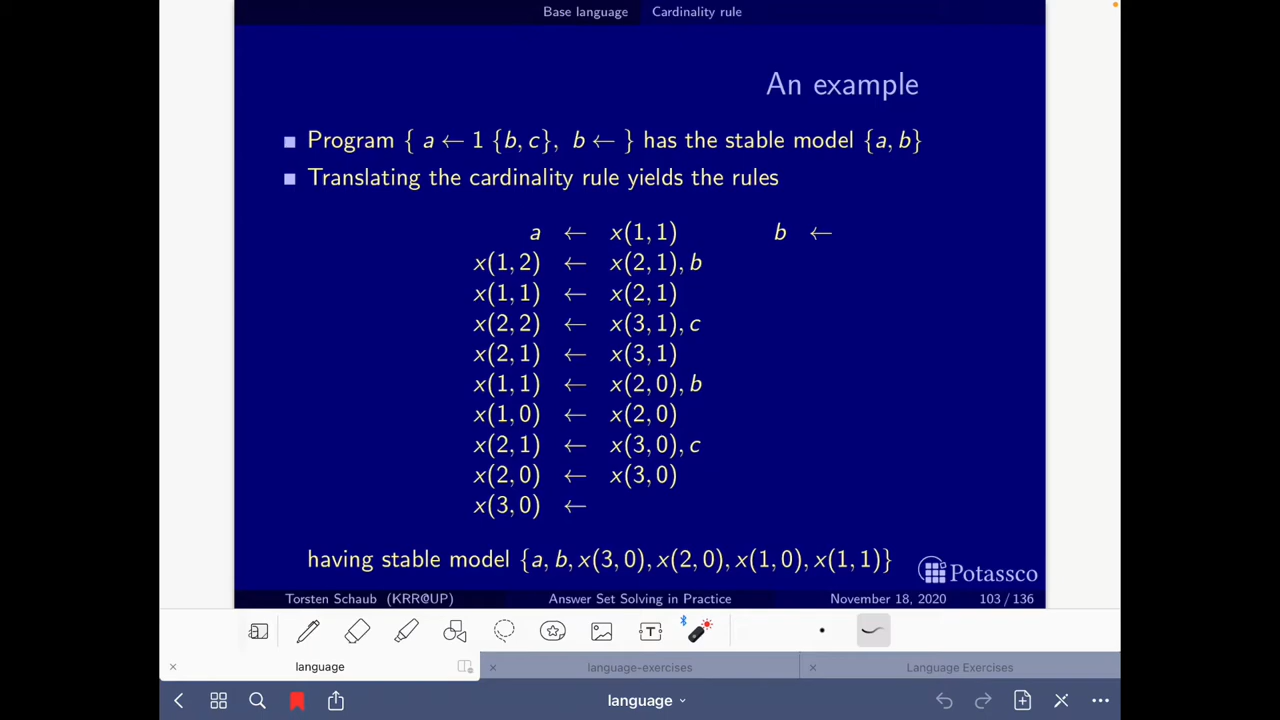 Base language Cardinality rule
An example
Program { a ← 1 {b, c}, b ← } has the stable model {a, b}
Translating the cardinality rule yields the rules
a ← x(1, 1) b ←
x(1, 2) ← x(2, 1), b
x(1, 1) ← x(2, 1)
x(2, 2) ← x(3, 1), c
x(2, 1) ← x(3, 1)
x(1, 1) ← x(2, 0), b
x(1, 0) ← x(2, 0)
x(2, 1) ← x(3, 0), c
x(2, 0) ← x(3, 0)
x(3, 0) ←
having stable model {a, b, x(3, 0), x(2, 0), x(1, 0), x(1, 1)}
Potassco
Torsten Schaub (KRR@UP) Answer Set Solving in Practice November 18, 2020 103 / 136
language language-exercises Language Exercises
language